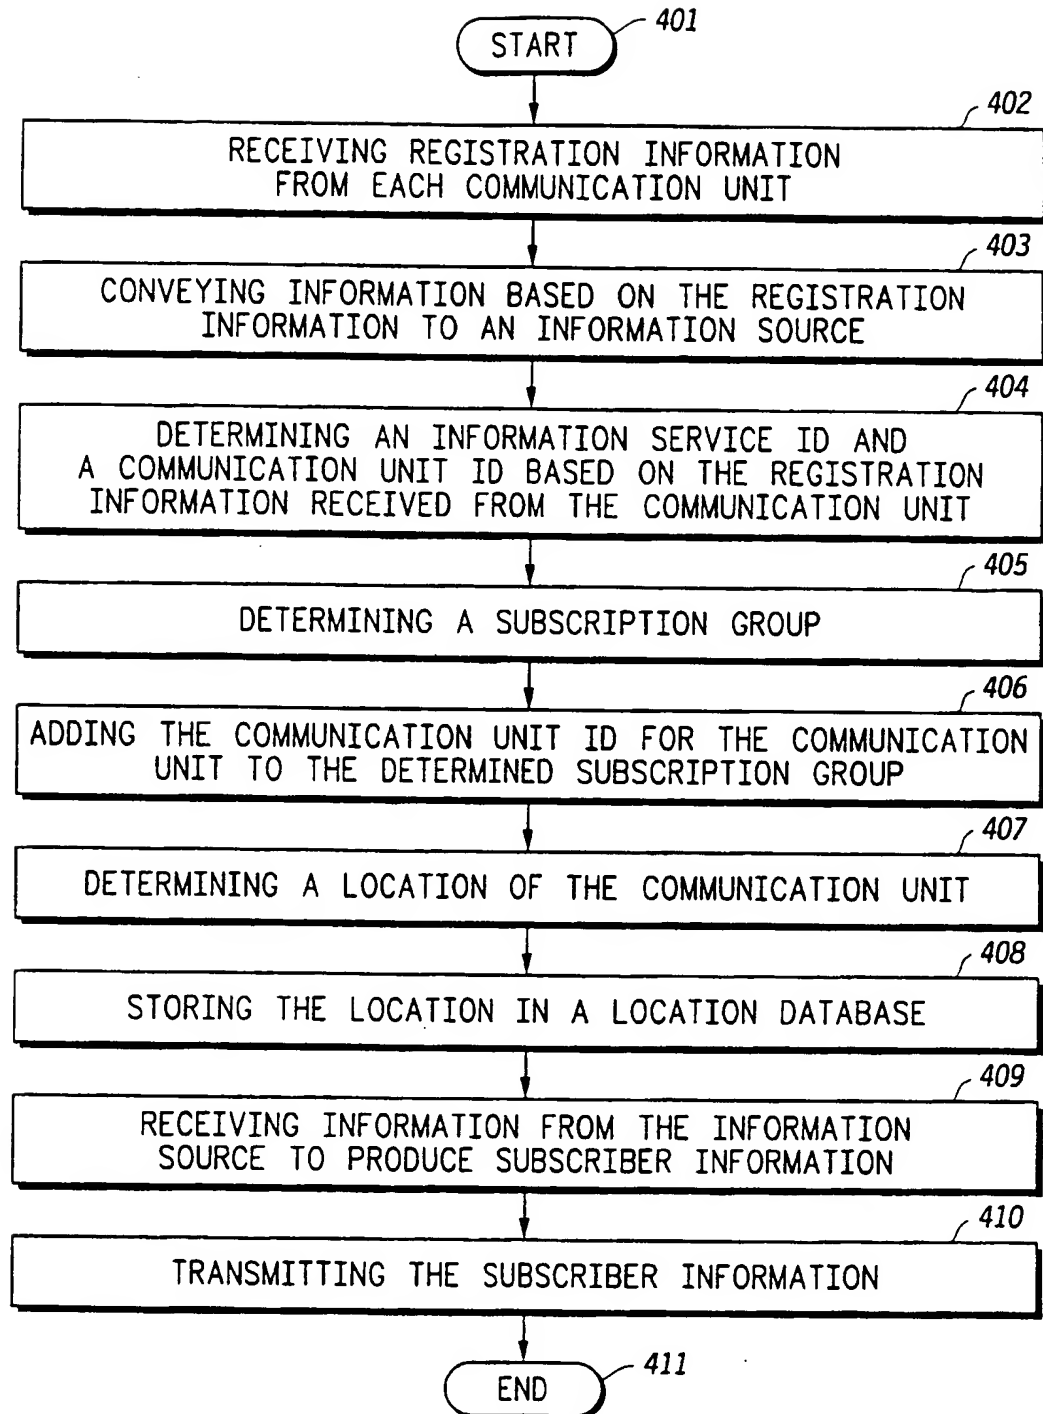 401
START
402
RECEIVING REGISTRATION INFORMATION
FROM EACH COMMUNICATION UNIT
403
CONVEYING INFORMATION BASED ON THE REGISTRATION
INFORMATION TO AN INFORMATION SOURCE
404
DETERMINING AN INFORMATION SERVICE ID AND
A COMMUNICATION UNIT ID BASED ON THE REGISTRATION
INFORMATION RECEIVED FROM THE COMMUNICATION UNIT
405
DETERMINING A SUBSCRIPTION GROUP
406
ADDING THE COMMUNICATION UNIT ID FOR THE COMMUNICATION
UNIT TO THE DETERMINED SUBSCRIPTION GROUP
407
DETERMINING A LOCATION OF THE COMMUNICATION UNIT
408
STORING THE LOCATION IN A LOCATION DATABASE
409
RECEIVING INFORMATION FROM THE INFORMATION
SOURCE TO PRODUCE SUBSCRIBER INFORMATION
410
TRANSMITTING THE SUBSCRIBER INFORMATION
411
END